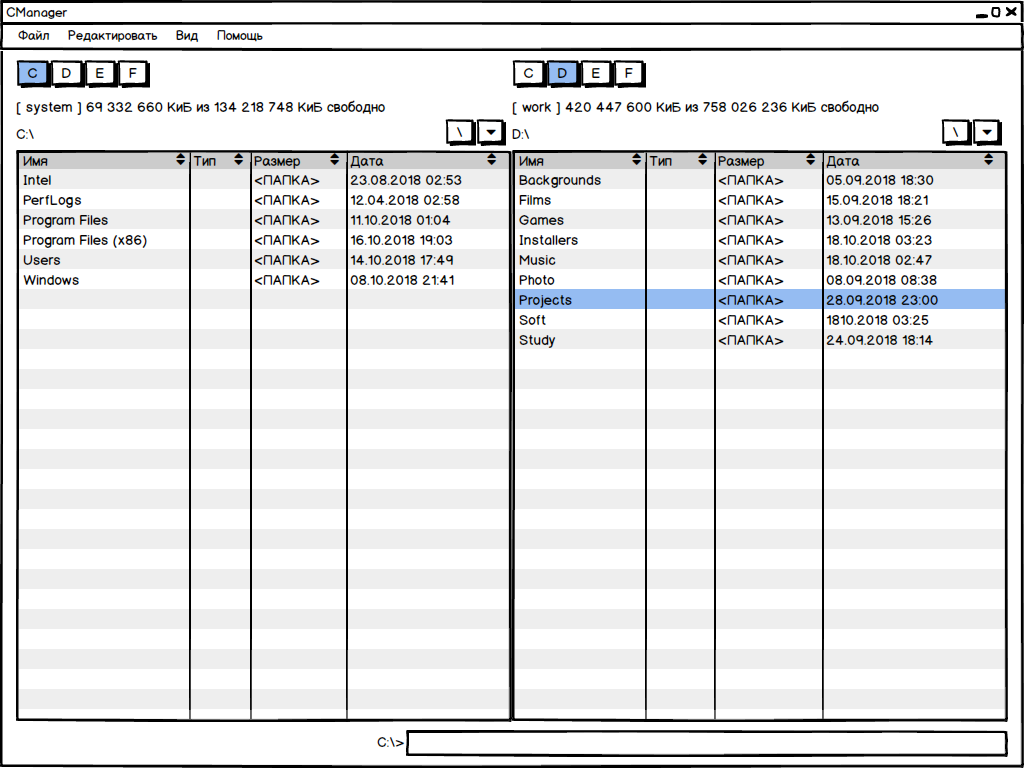 CManager
Файл Редактировать Вид Помощь
C D E F
[ system ] 69 332 660 КиБ из 134 218 748 КиБ свободно
C:\ \
Имя Тип Размер Дата
Intel <ПАПКА> 23.08.2018 02:53
PerfLogs <ПАПКА> 12.04.2018 02:58
Program Files <ПАПКА> 11.10.2018 01:04
Program Files (x86) <ПАПКА> 16.10.2018 19:03
Users <ПАПКА> 14.10.2018 17:49
Windows <ПАПКА> 08.10.2018 21:41
C D E F
[ work ] 420 447 600 КиБ из 758 026 236 КиБ свободно
D:\ \
Имя Тип Размер Дата
Backgrounds <ПАПКА> 05.09.2018 18:30
Films <ПАПКА> 15.09.2018 18:21
Games <ПАПКА> 13.09.2018 15:26
Installers <ПАПКА> 18.10.2018 03:23
Music <ПАПКА> 18.10.2018 02:47
Photo <ПАПКА> 08.09.2018 08:38
Projects <ПАПКА> 28.09.2018 23:00
Soft <ПАПКА> 1810.2018 03:25
Study <ПАПКА> 24.09.2018 18:14
C:\>